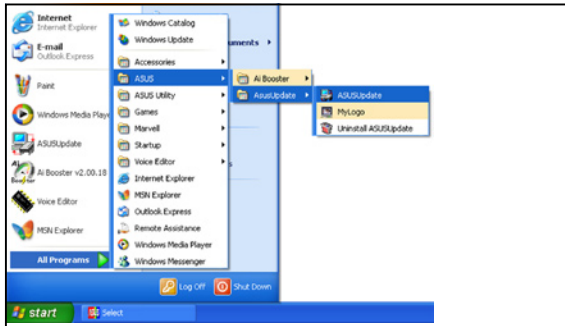 Internet
Internet Explorer
E-mail
Outlook Express
Paint
Windows Media Playe
ASUSUpdate
Ai Booster v2.00.18
Voice Editor
MSN Explorer
All Programs
Windows Catalog
Windows Update
Accessories
ASUS
ASUS Utility
Games
Marvell
Startup
Voice Editor
Internet Explorer
MSN Explorer
Outlook Express
Remote Assistance
Windows Media Player
Windows Messenger
uments
s
Ai Booster
AsusUpdate
ASUSUpdate
MyLogo
Uninstall ASUSUpdate
Log Off
Shut Down
start
Select